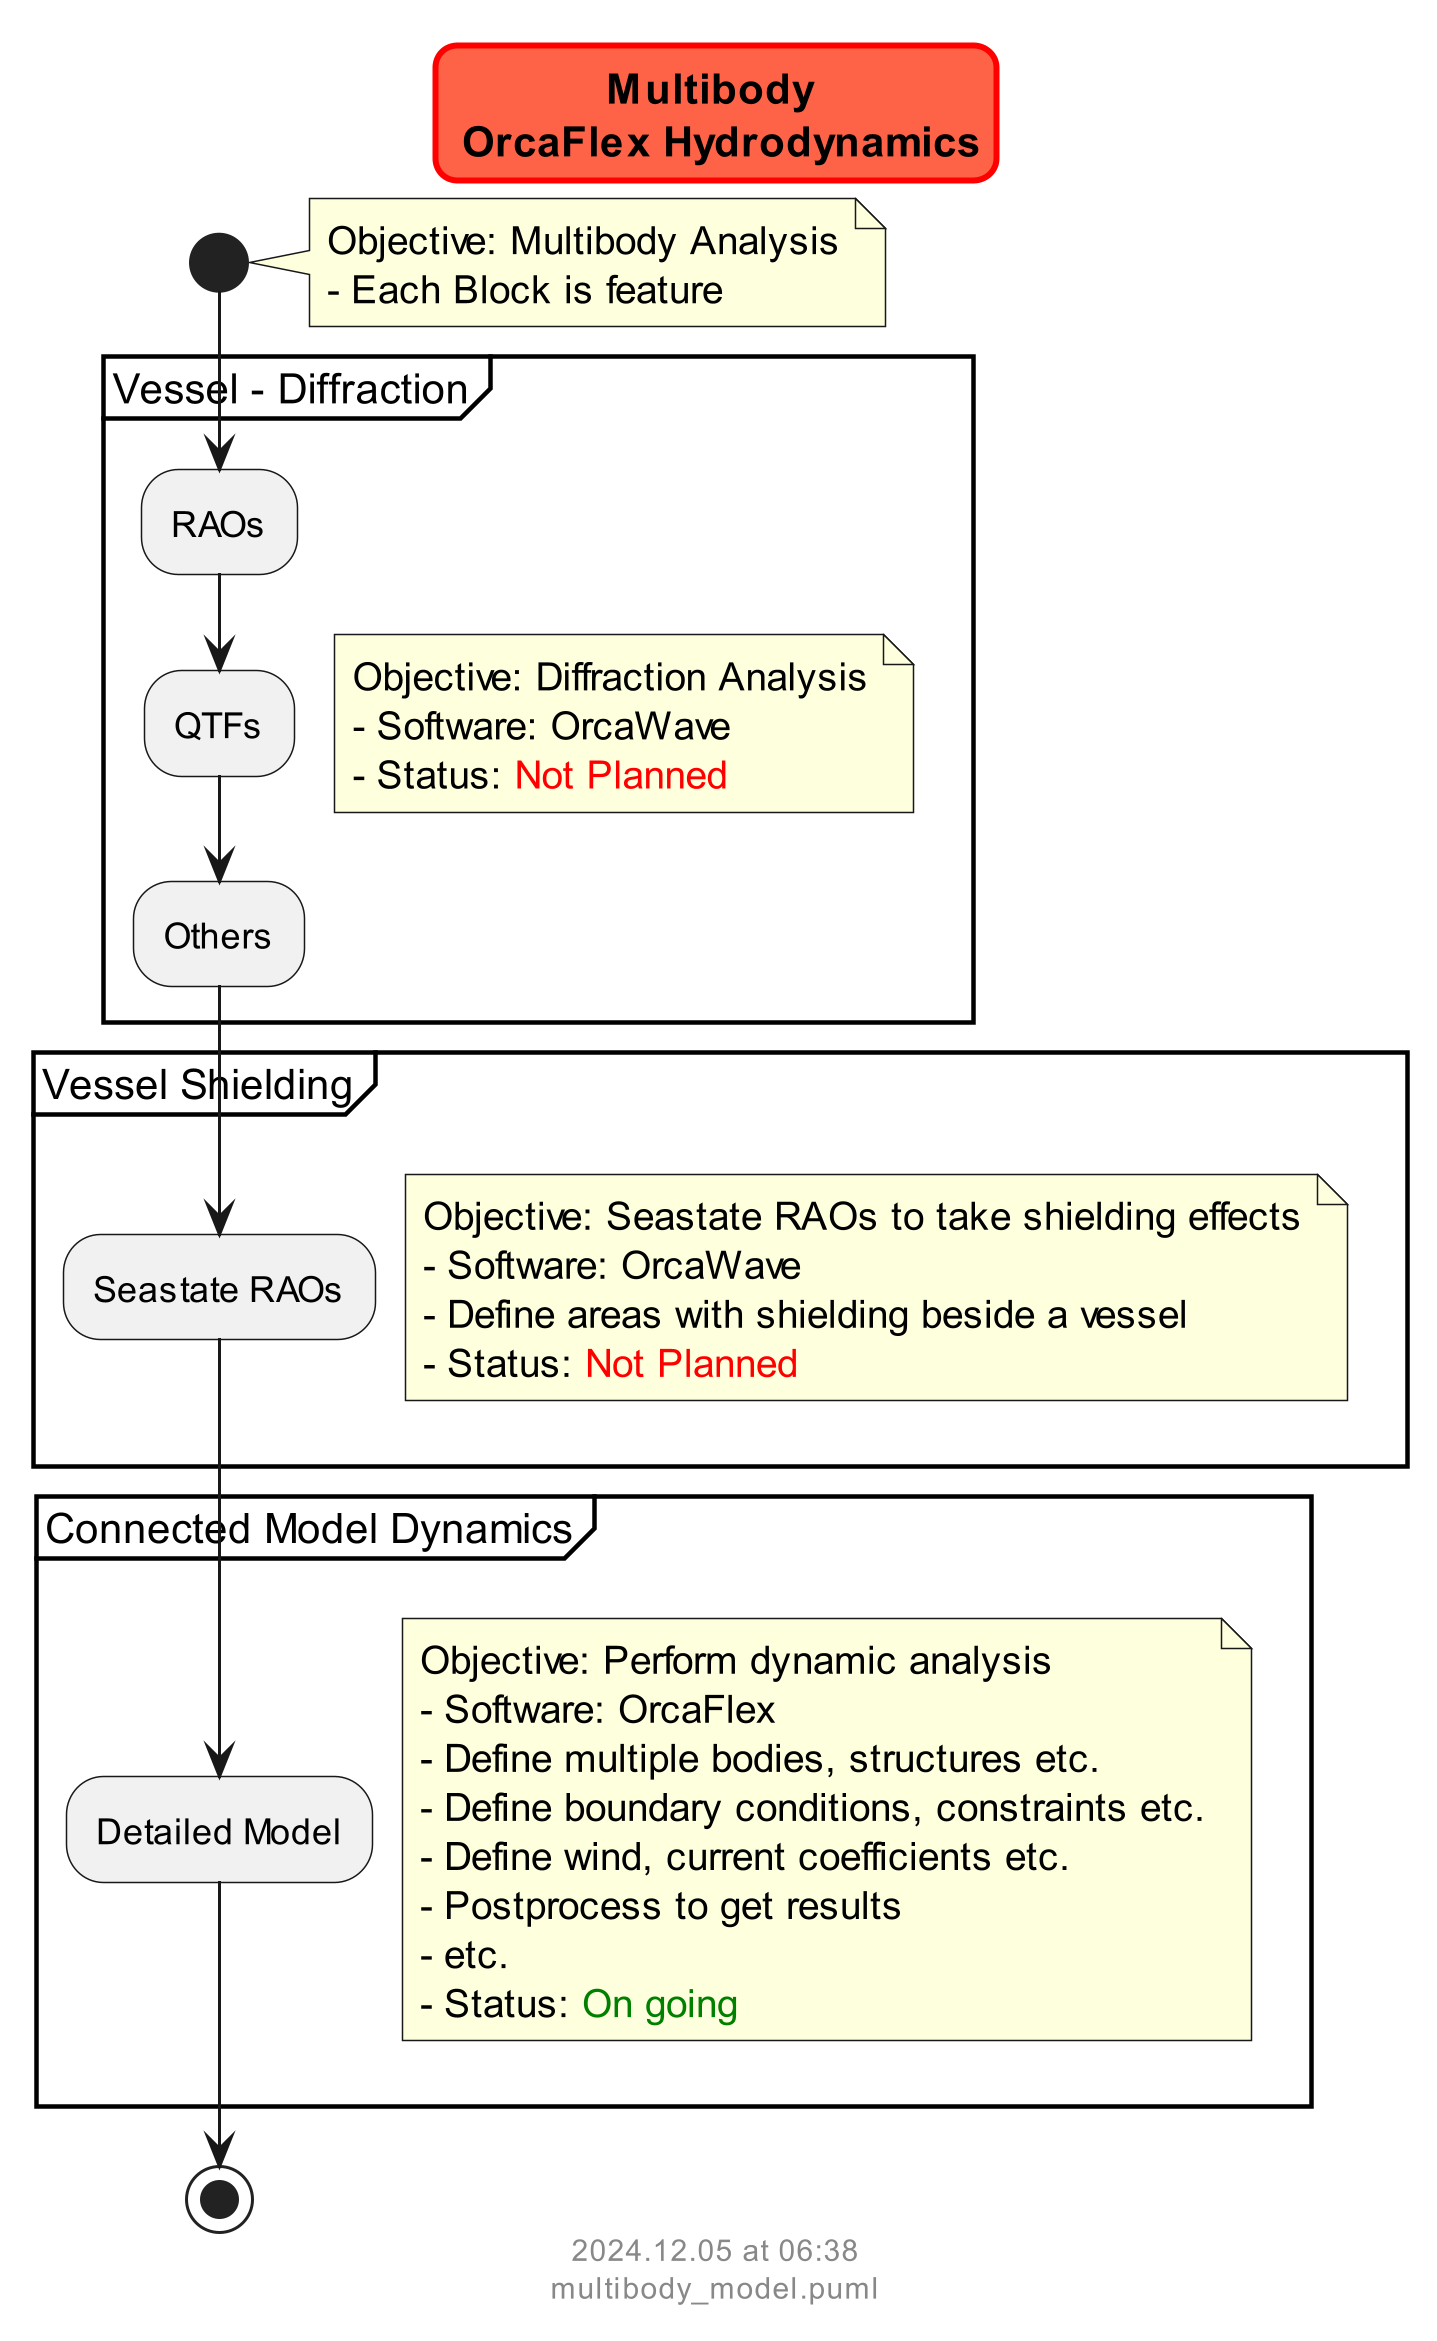 Multibody
OrcaFlex Hydrodynamics
Objective: Multibody Analysis
- Each Block is feature
Vessel - Diffraction
RAOs
QTFs
Objective: Diffraction Analysis
- Software: OrcaWave
- Status: Not Planned
Others
Vessel Shielding
Seastate RAOs
Objective: Seastate RAOs to take shielding effects
- Software: OrcaWave
- Define areas with shielding beside a vessel
- Status: Not Planned
Connected Model Dynamics
Detailed Model
Objective: Perform dynamic analysis
- Software: OrcaFlex
- Define multiple bodies, structures etc.
- Define boundary conditions, constraints etc.
- Define wind, current coefficients etc.
- Postprocess to get results
- etc.
- Status: On going
2024.12.05 at 06:38
multibody_model.puml